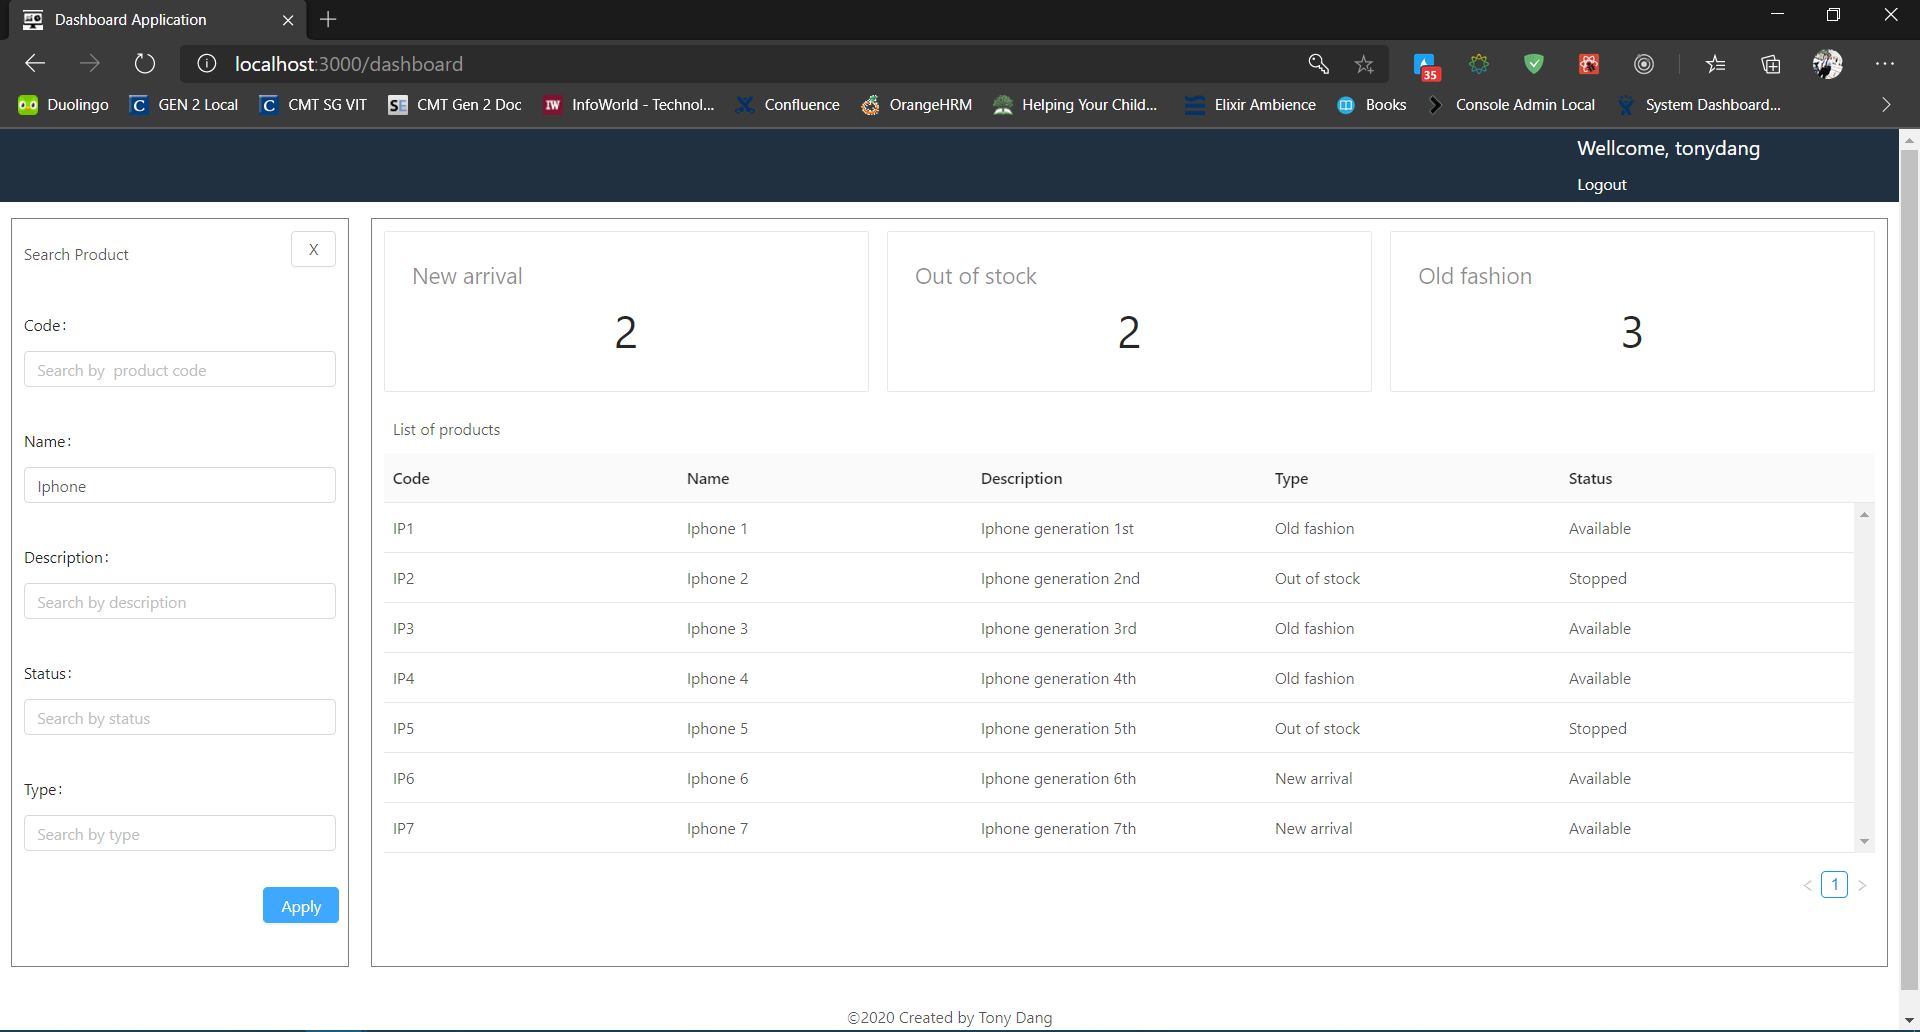 Dashboard Application
localhost:3000/dashboard
35
Duolingo
C GEN 2 Local
C CMT SG VIT
SE CMT Gen 2 Doc
IW InfoWorld - Technol...
Confluence
OrangeHRM
Helping Your Child...
Elixir Ambience
Books
Console Admin Local
System Dashboard...
Wellcome, tonydang
Logout
Search Product
X
Code:
Search by product code
Name:
Iphone
Description:
Search by description
Status:
Search by status
Type:
Search by type
Apply
New arrival
2
Out of stock
2
Old fashion
3
List of products
Code Name Description Type Status
IP1 Iphone 1 Iphone generation 1st Old fashion Available
IP2 Iphone 2 Iphone generation 2nd Out of stock Stopped
IP3 Iphone 3 Iphone generation 3rd Old fashion Available
IP4 Iphone 4 Iphone generation 4th Old fashion Available
IP5 Iphone 5 Iphone generation 5th Out of stock Stopped
IP6 Iphone 6 Iphone generation 6th New arrival Available
IP7 Iphone 7 Iphone generation 7th New arrival Available
< 1 >
©2020 Created by Tony Dang